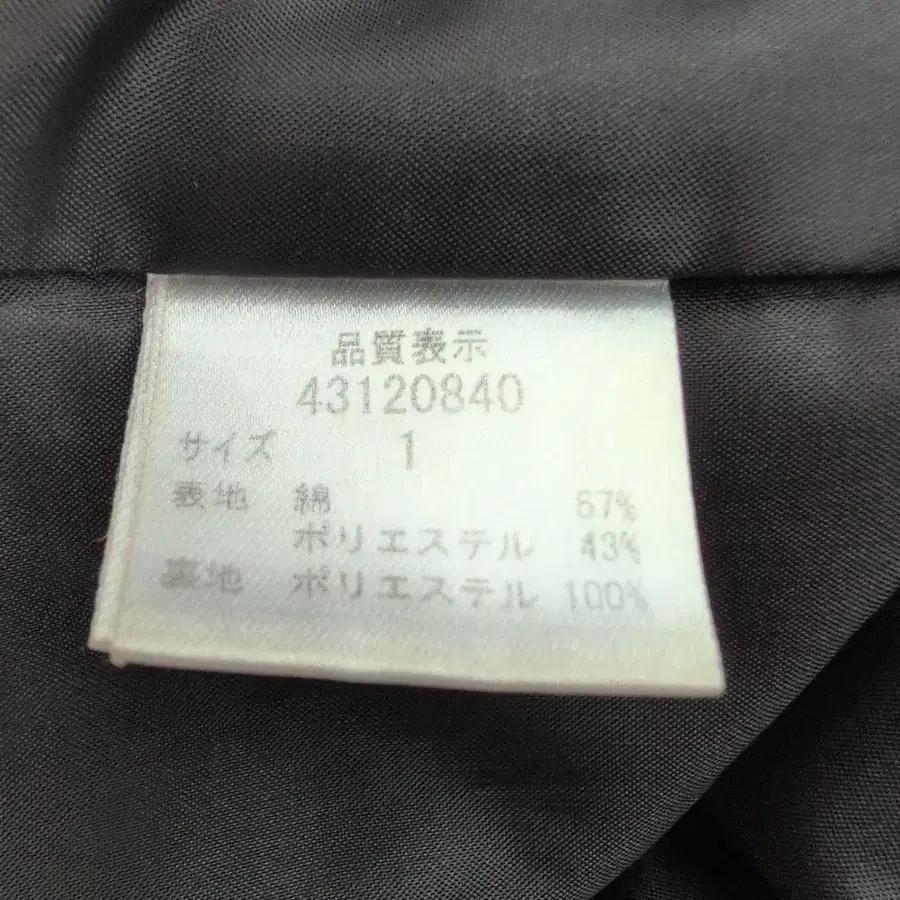 品質表示
43120840
サイズ 1
表地 綿 57%
ポリエステル 43%
裏地 ポリエステル 100%